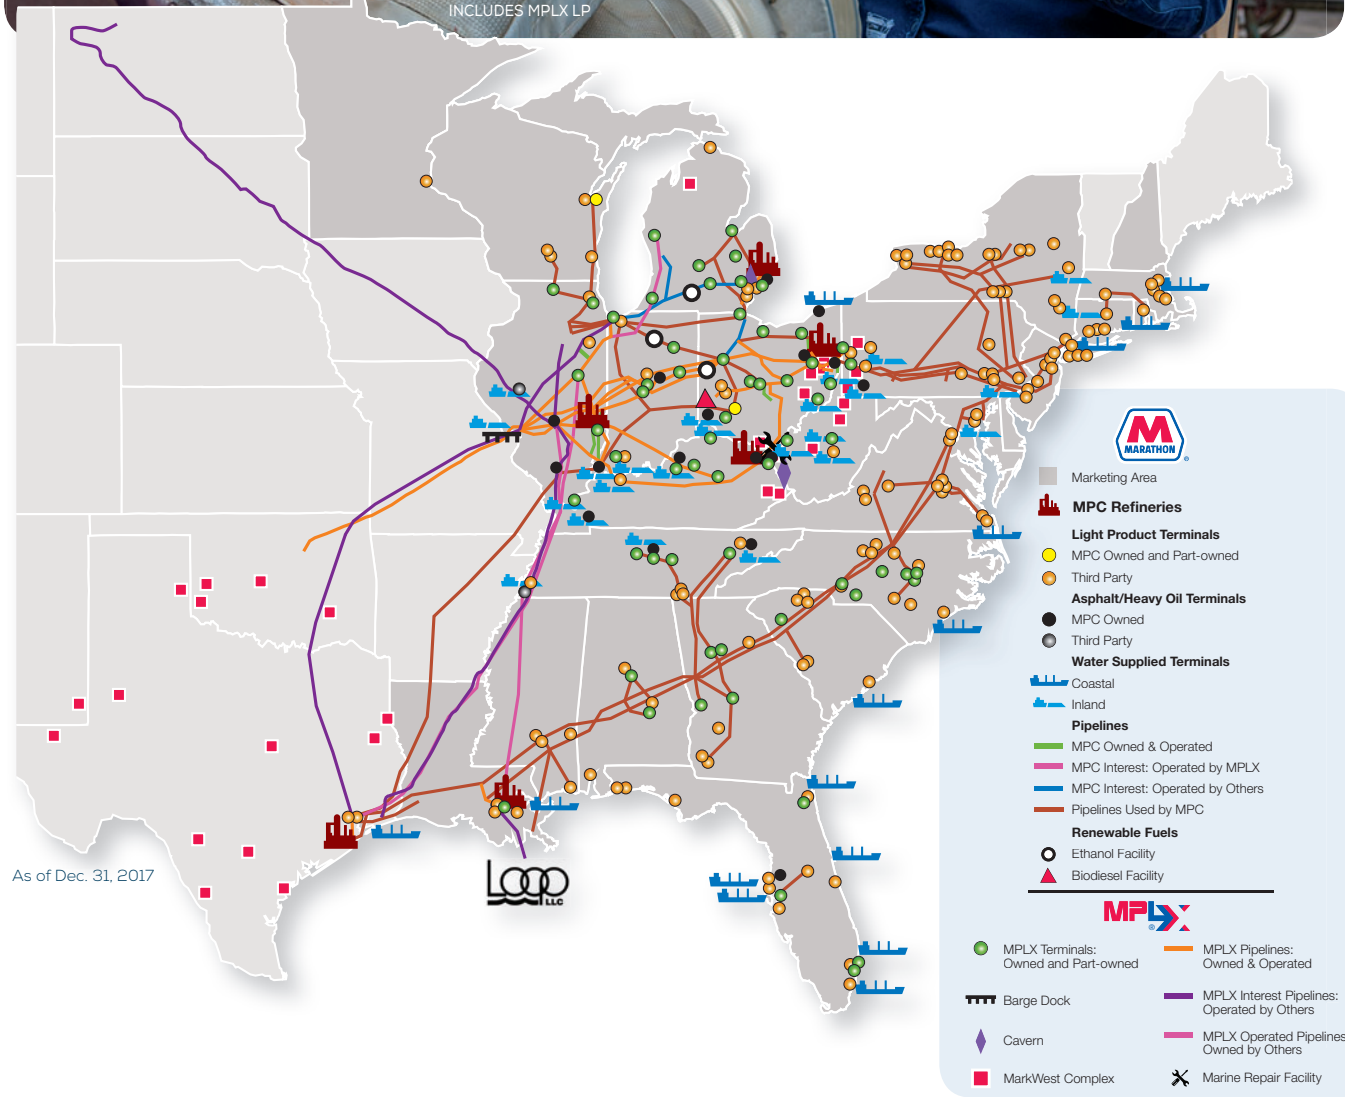 INCLUDES MPLX LP
As of Dec. 31, 2017
LOOP
LLC
M
MARATHON
®
Marketing Area
MPC Refineries
Light Product Terminals
MPC Owned and Part-owned
Third Party
Asphalt/Heavy Oil Terminals
MPC Owned
Third Party
Water Supplied Terminals
Coastal
Inland
Pipelines
MPC Owned & Operated
MPC Interest: Operated by MPLX
MPC Interest: Operated by Others
Pipelines Used by MPC
Renewable Fuels
Ethanol Facility
Biodiesel Facility
MPLX
®
MPLX Terminals:
Owned and Part-owned
Barge Dock
Cavern
MarkWest Complex
MPLX Pipelines:
Owned & Operated
MPLX Interest Pipelines:
Operated by Others
MPLX Operated Pipelines
Owned by Others
Marine Repair Facility